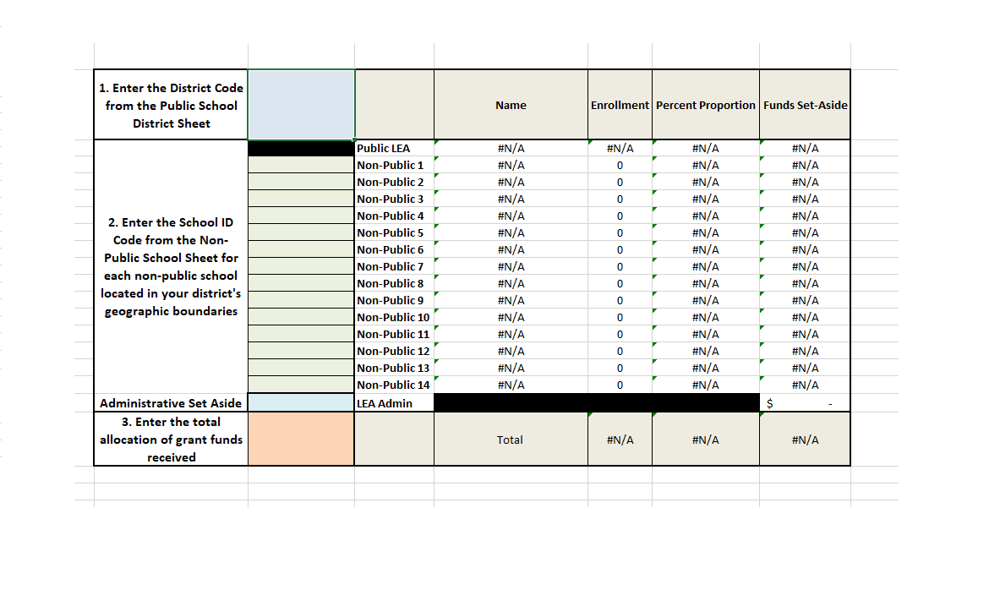 1. Enter the District Code
from the Public School
District Sheet
Name
Enrollment
Percent Proportion
Funds Set-Aside
Public LEA #N/A #N/A #N/A #N/A
Non-Public 1 #N/A 0 #N/A #N/A
Non-Public 2 #N/A 0 #N/A #N/A
Non-Public 3 #N/A 0 #N/A #N/A
Non-Public 4 #N/A 0 #N/A #N/A
Non-Public 5 #N/A 0 #N/A #N/A
Non-Public 6 #N/A 0 #N/A #N/A
Non-Public 7 #N/A 0 #N/A #N/A
Non-Public 8 #N/A 0 #N/A #N/A
Non-Public 9 #N/A 0 #N/A #N/A
Non-Public 10 #N/A 0 #N/A #N/A
Non-Public 11 #N/A 0 #N/A #N/A
Non-Public 12 #N/A 0 #N/A #N/A
Non-Public 13 #N/A 0 #N/A #N/A
Non-Public 14 #N/A 0 #N/A #N/A
2. Enter the School ID
Code from the Non-
Public School Sheet for
each non-public school
located in your district's
geographic boundaries
Administrative Set Aside LEA Admin $ -
3. Enter the total
allocation of grant funds
received
Total #N/A #N/A #N/A